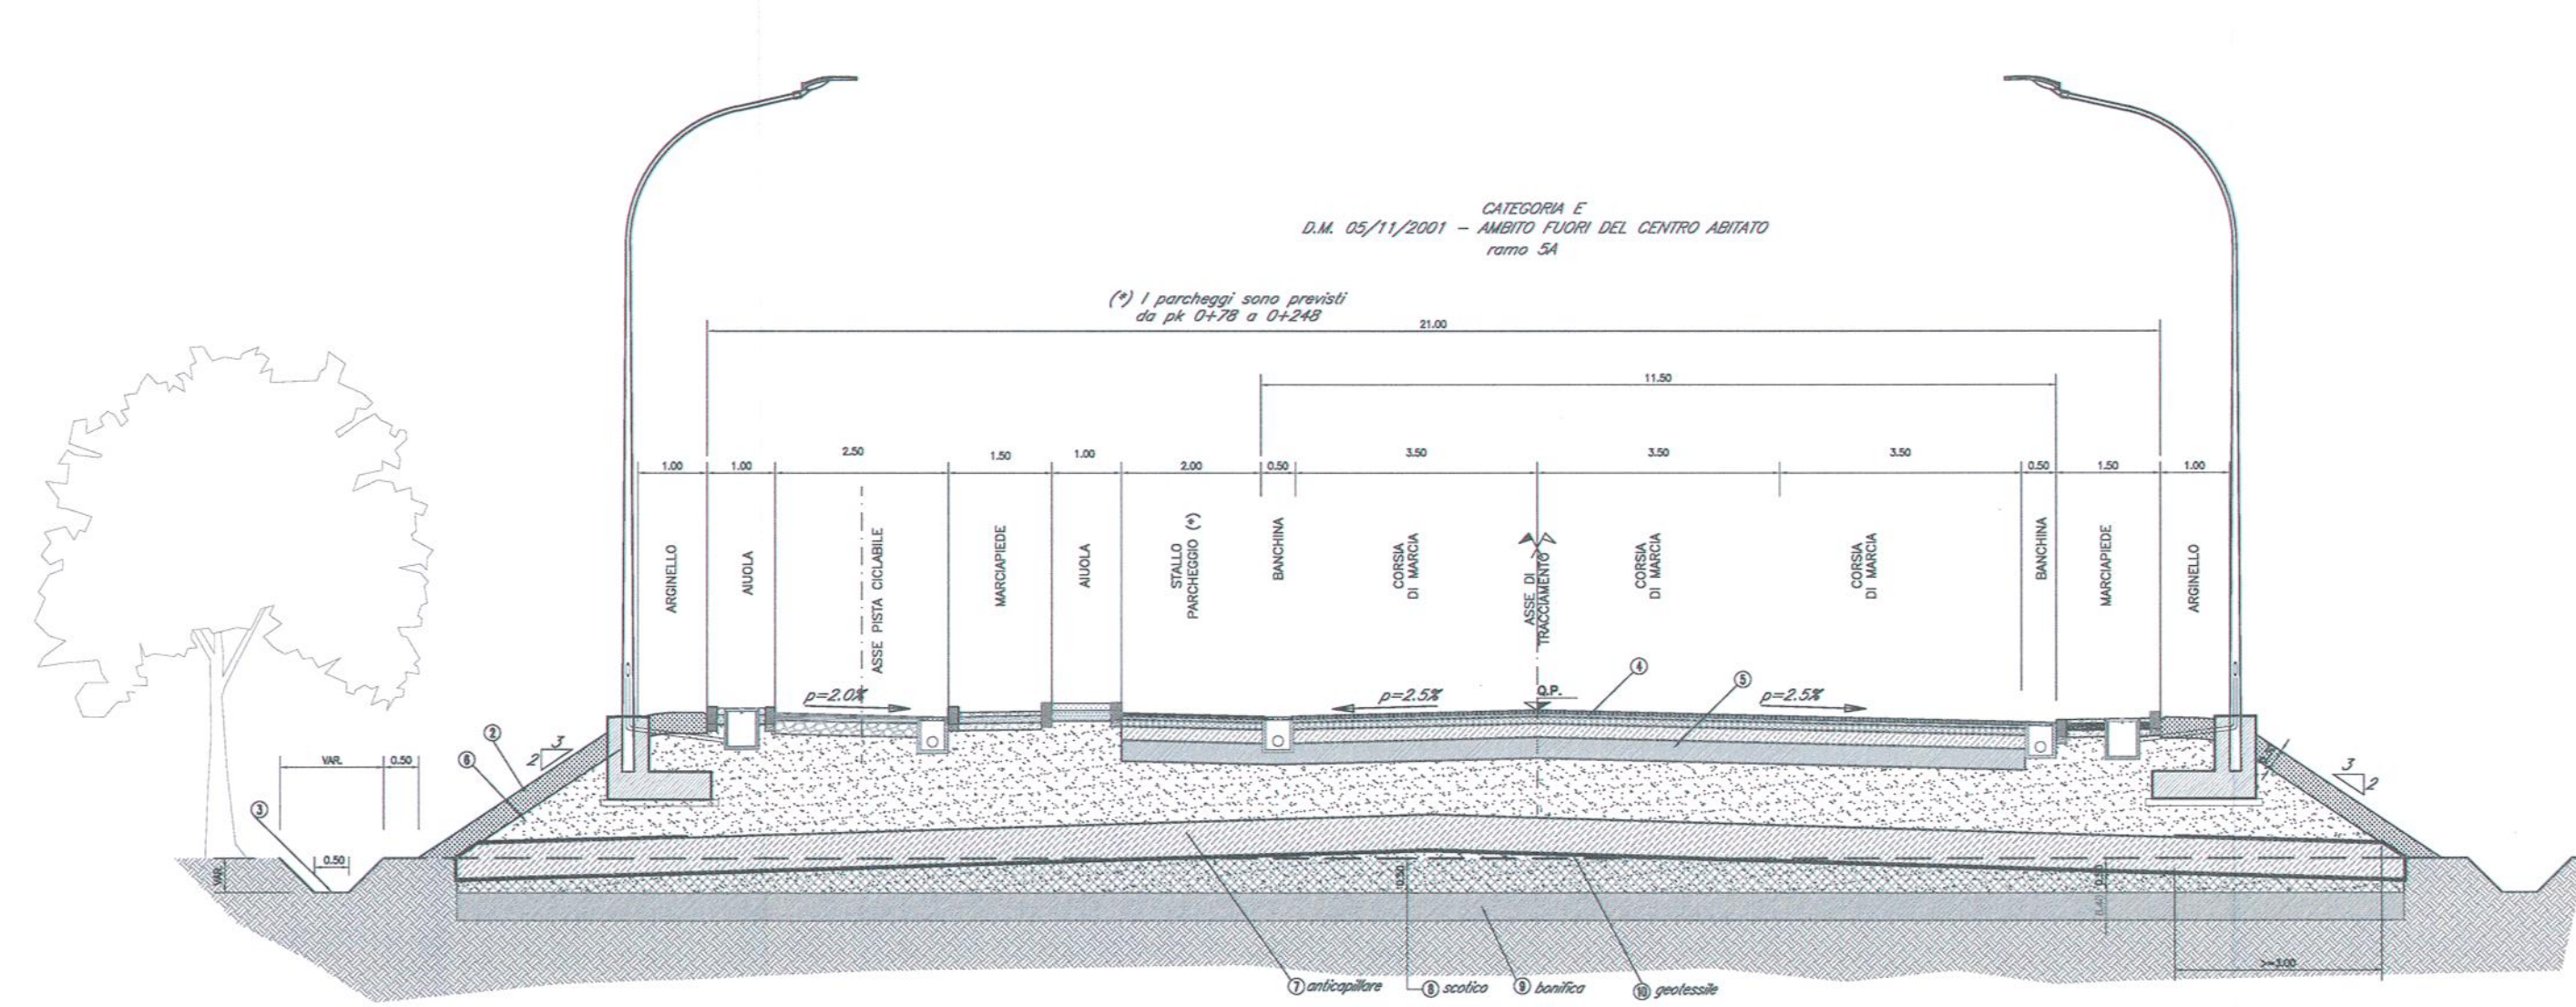 CATEGORIA E
D.M. 05/11/2001 – AMBITO FUORI DEL CENTRO ABITATO
ramo 5A
(*) I parcheggi sono previsti
da pk 0+78 a 0+248
21.00
11.50
1.00
1.00
2.50
1.50
1.00
2.00
0.50
3.50
3.50
3.50
0.50
1.50
1.00
ARGINELLO
AIUOLA
ASSE PISTA CICLABILE
MARCIAPIEDE
AIUOLA
STALLO
PARCHEGGIO (*)
BANCHINA
CORSIA
DI MARCIA
ASSE DI
TRACCIAMENTO
CORSIA
DI MARCIA
CORSIA
DI MARCIA
BANCHINA
MARCIAPIEDE
ARGINELLO
p=2.0%
p=2.5%
Q.P.
p=2.5%
4
5
2
6
3
3
2
3
2
VAR.
0.50
0.50
VAR.
0.50
>=3.00
7 anticapillare
8 scotico
9 bonifica
10 geotessile